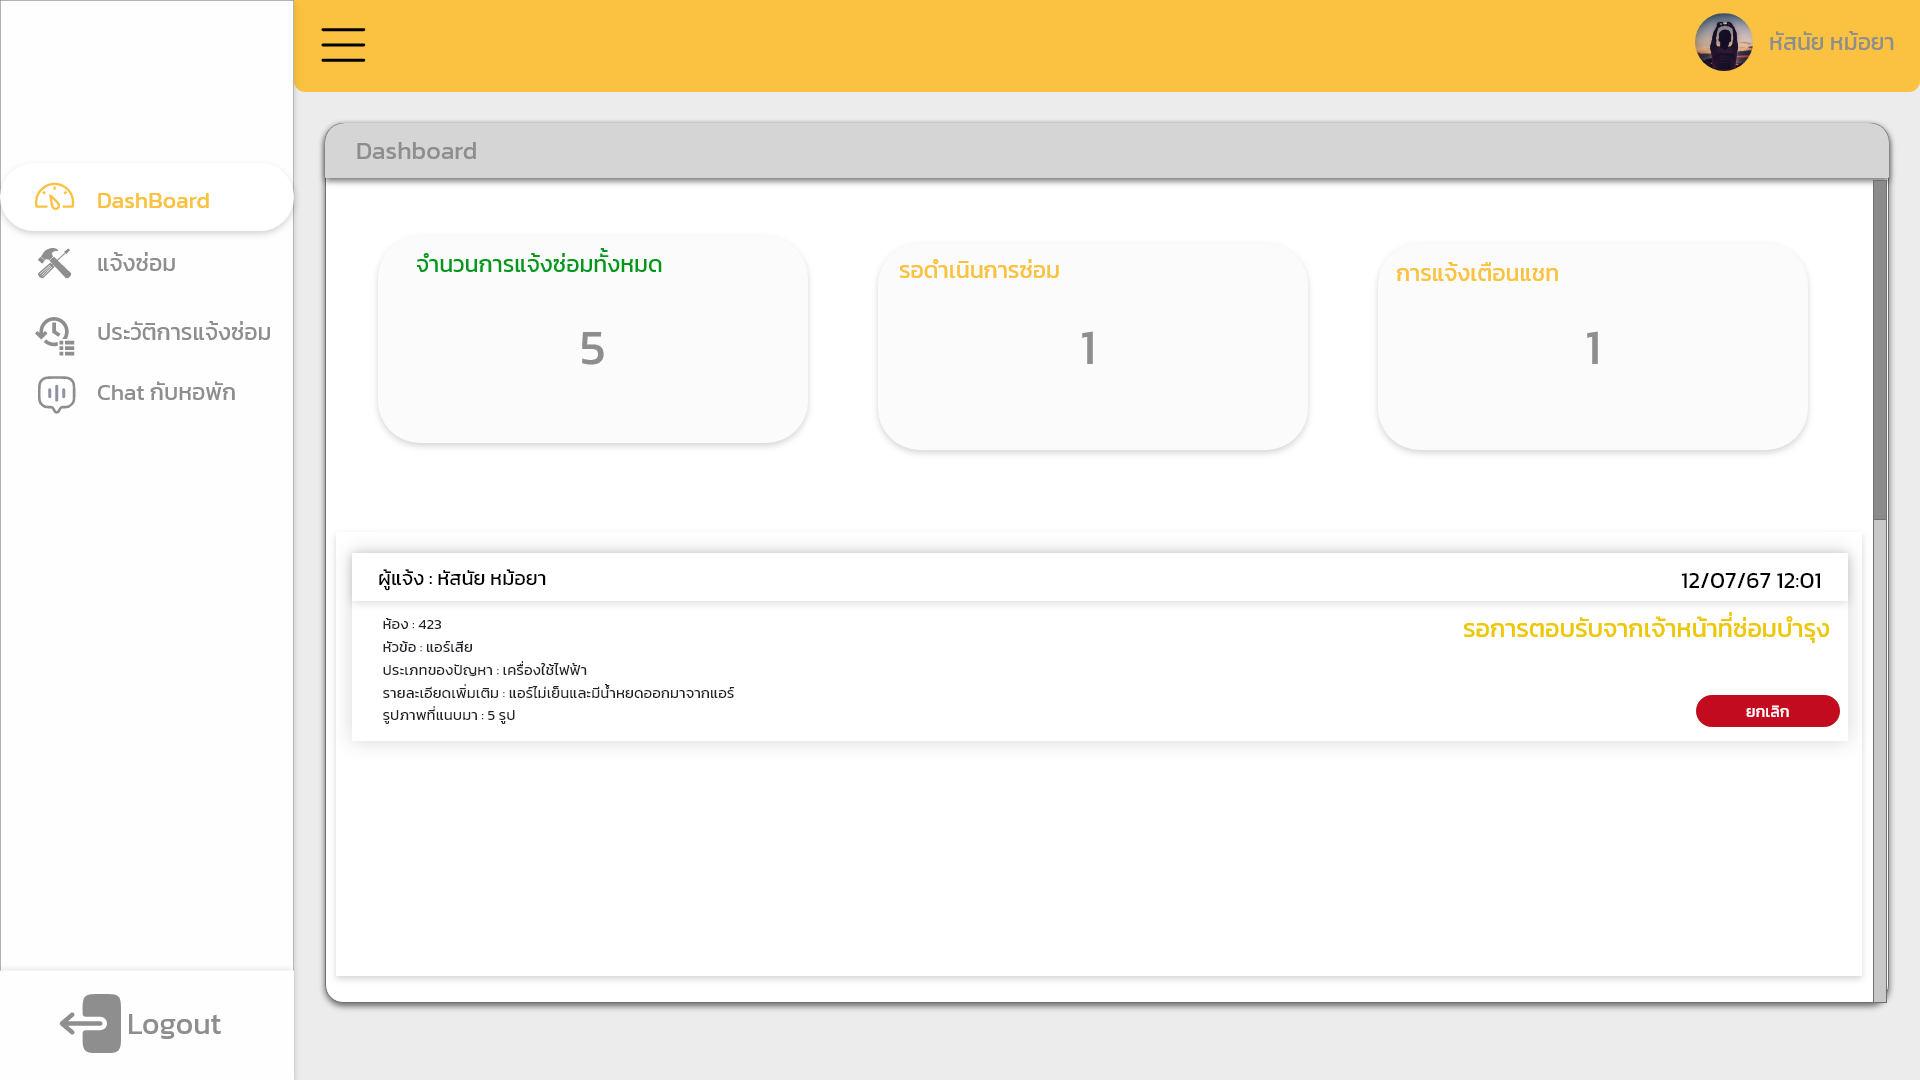 หัสนัย หม้อยา
Dashboard
DashBoard
แจ้งซ่อม
ประวัติการแจ้งซ่อม
Chat กับหอพัก
จำนวนการแจ้งซ่อมทั้งหมด
5
รอดำเนินการซ่อม
1
การแจ้งเตือนแชท
1
ผู้แจ้ง : หัสนัย หม้อยา
12/07/67 12:01
ห้อง : 423
หัวข้อ : แอร์เสีย
ประเภทของปัญหา : เครื่องใช้ไฟฟ้า
รายละเอียดเพิ่มเติม : แอร์ไม่เย็นและมีน้ำหยดออกมาจากแอร์
รูปภาพที่แนบมา : 5 รูป
รอการตอบรับจากเจ้าหน้าที่ซ่อมบำรุง
ยกเลิก
Logout